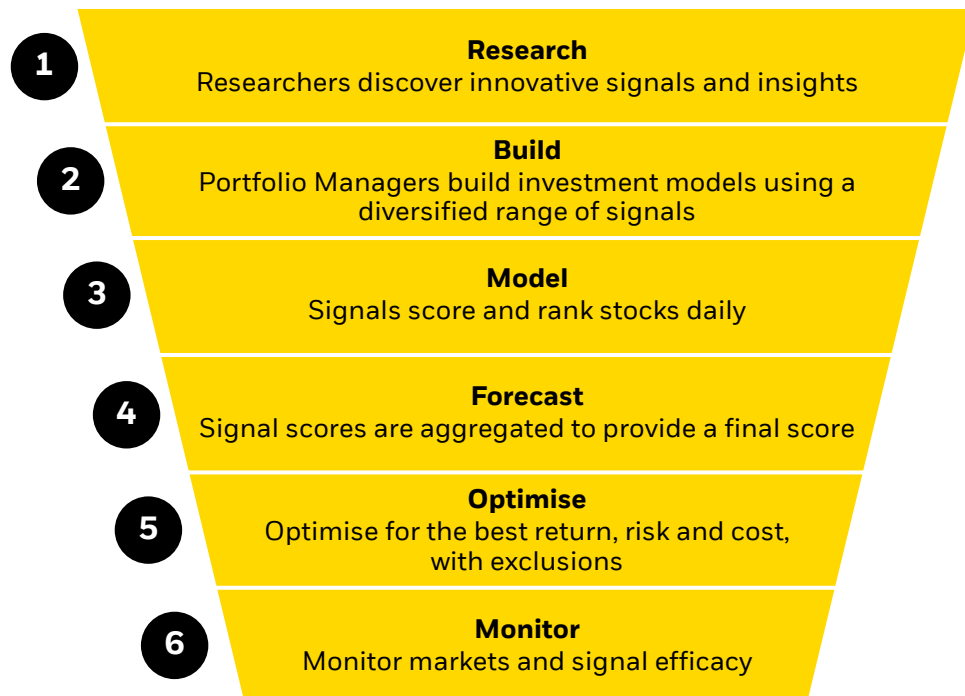 1
Research
Researchers discover innovative signals and insights
2
Build
Portfolio Managers build investment models using a
diversified range of signals
3
Model
Signals score and rank stocks daily
4
Forecast
Signal scores are aggregated to provide a final score
5
Optimise
Optimise for the best return, risk and cost,
with exclusions
6
Monitor
Monitor markets and signal efficacy